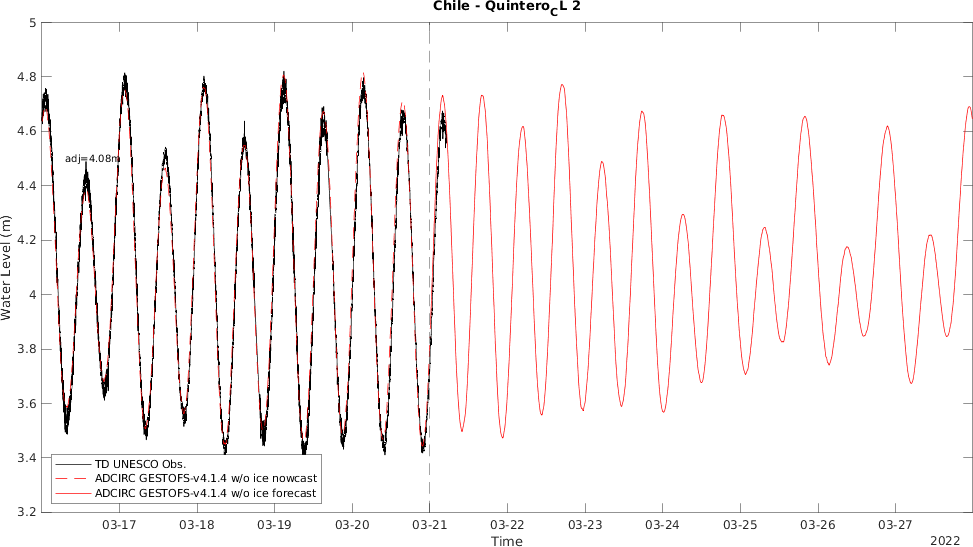 Chile - Quintero_CL 2
5
4.8
4.6
4.4
4.2
4
3.8
3.6
3.4
3.2
Water Level (m)
adj=4.08m
TD UNESCO Obs.
ADCIRC GESTOFS-v4.1.4 w/o ice nowcast
ADCIRC GESTOFS-v4.1.4 w/o ice forecast
03-17 03-18 03-19 03-20 03-21 03-22 03-23 03-24 03-25 03-26 03-27
Time
2022